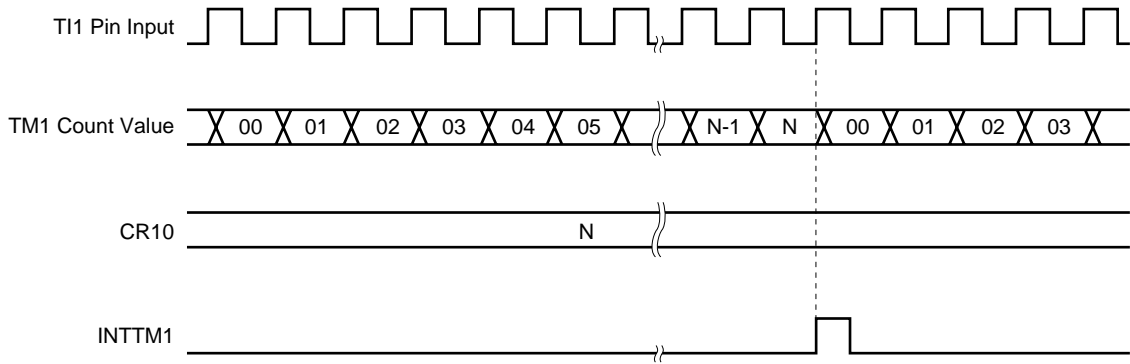 TI1 Pin Input
TM1 Count Value 00 01 02 03 04 05 N-1 N 00 01 02 03
CR10 N
INTTM1